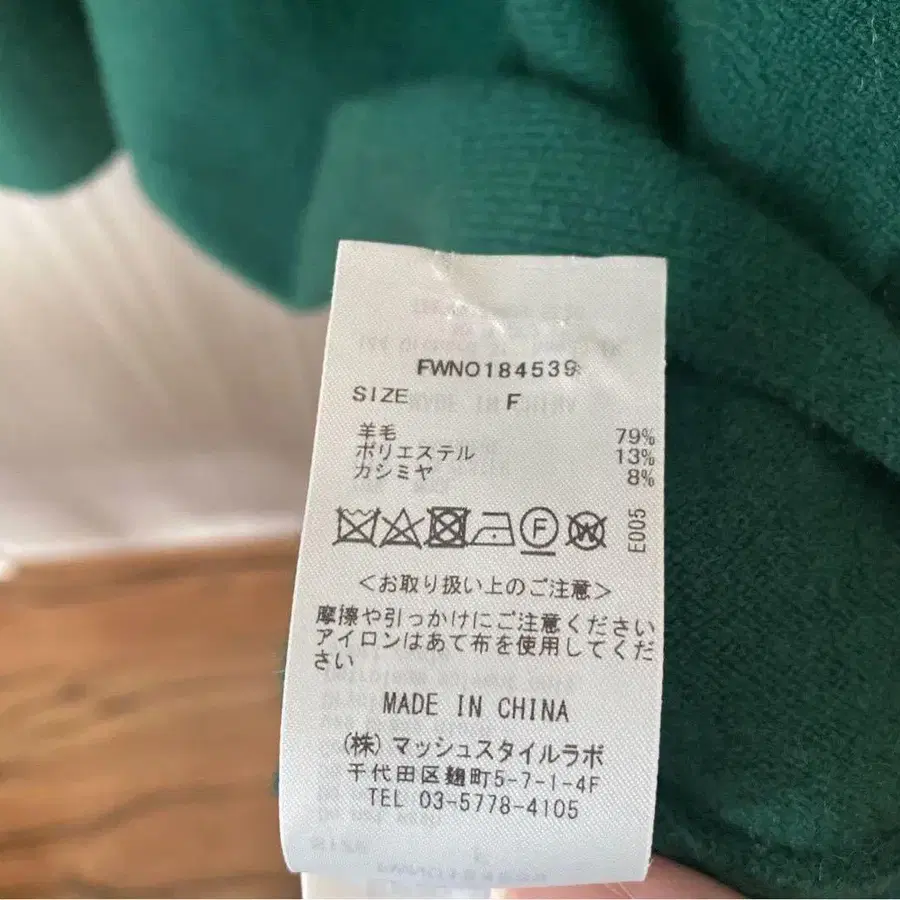 FWNO184539
SIZE F
羊毛 79%
ポリエステル 13%
カシミヤ 8%
F W E005
<お取り扱い上のご注意>
摩擦や引っかけにご注意ください
アイロンはあて布を使用してくだ
さい
MADE IN CHINA
(株)マッシュスタイルラボ
千代田区麹町5-7-1-4F
TEL 03-5778-4105